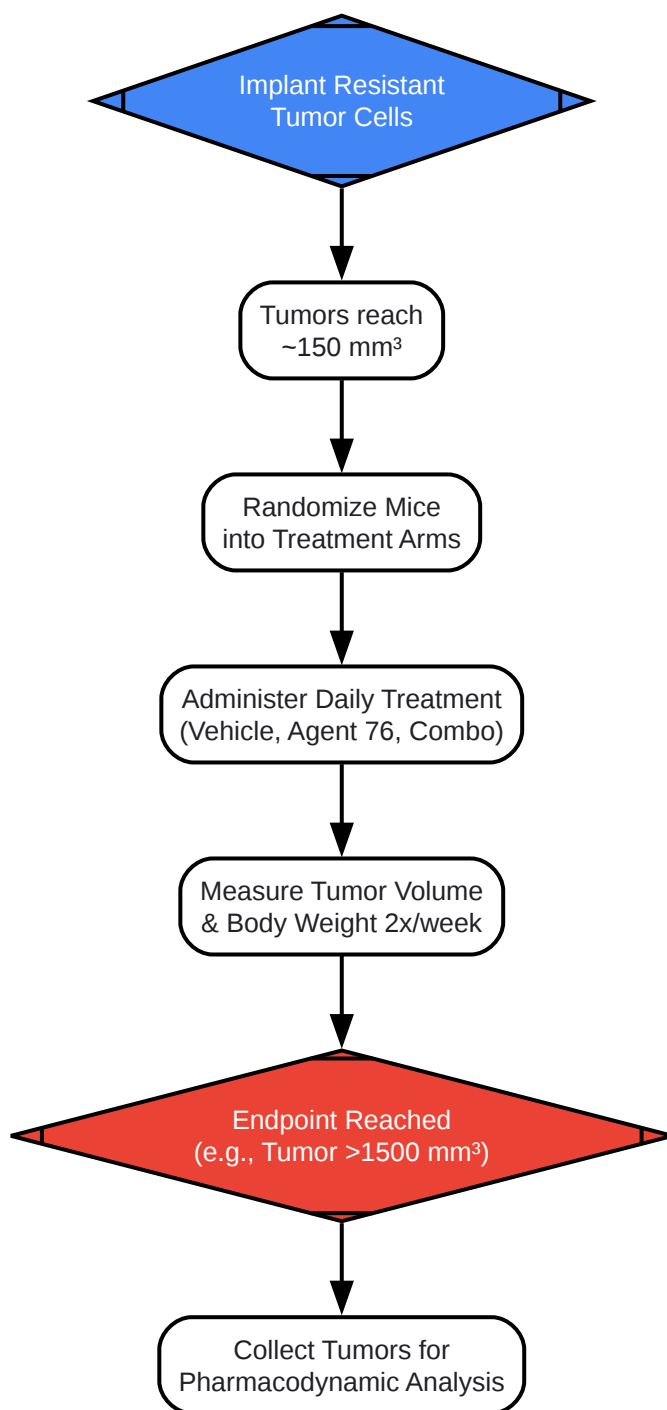 Implant Resistant
Tumor Cells
Tumors reach
~150 mm³
Randomize Mice
into Treatment Arms
Administer Daily Treatment
(Vehicle, Agent 76, Combo)
Measure Tumor Volume
& Body Weight 2x/week
Endpoint Reached
(e.g., Tumor >1500 mm³)
Collect Tumors for
Pharmacodynamic Analysis